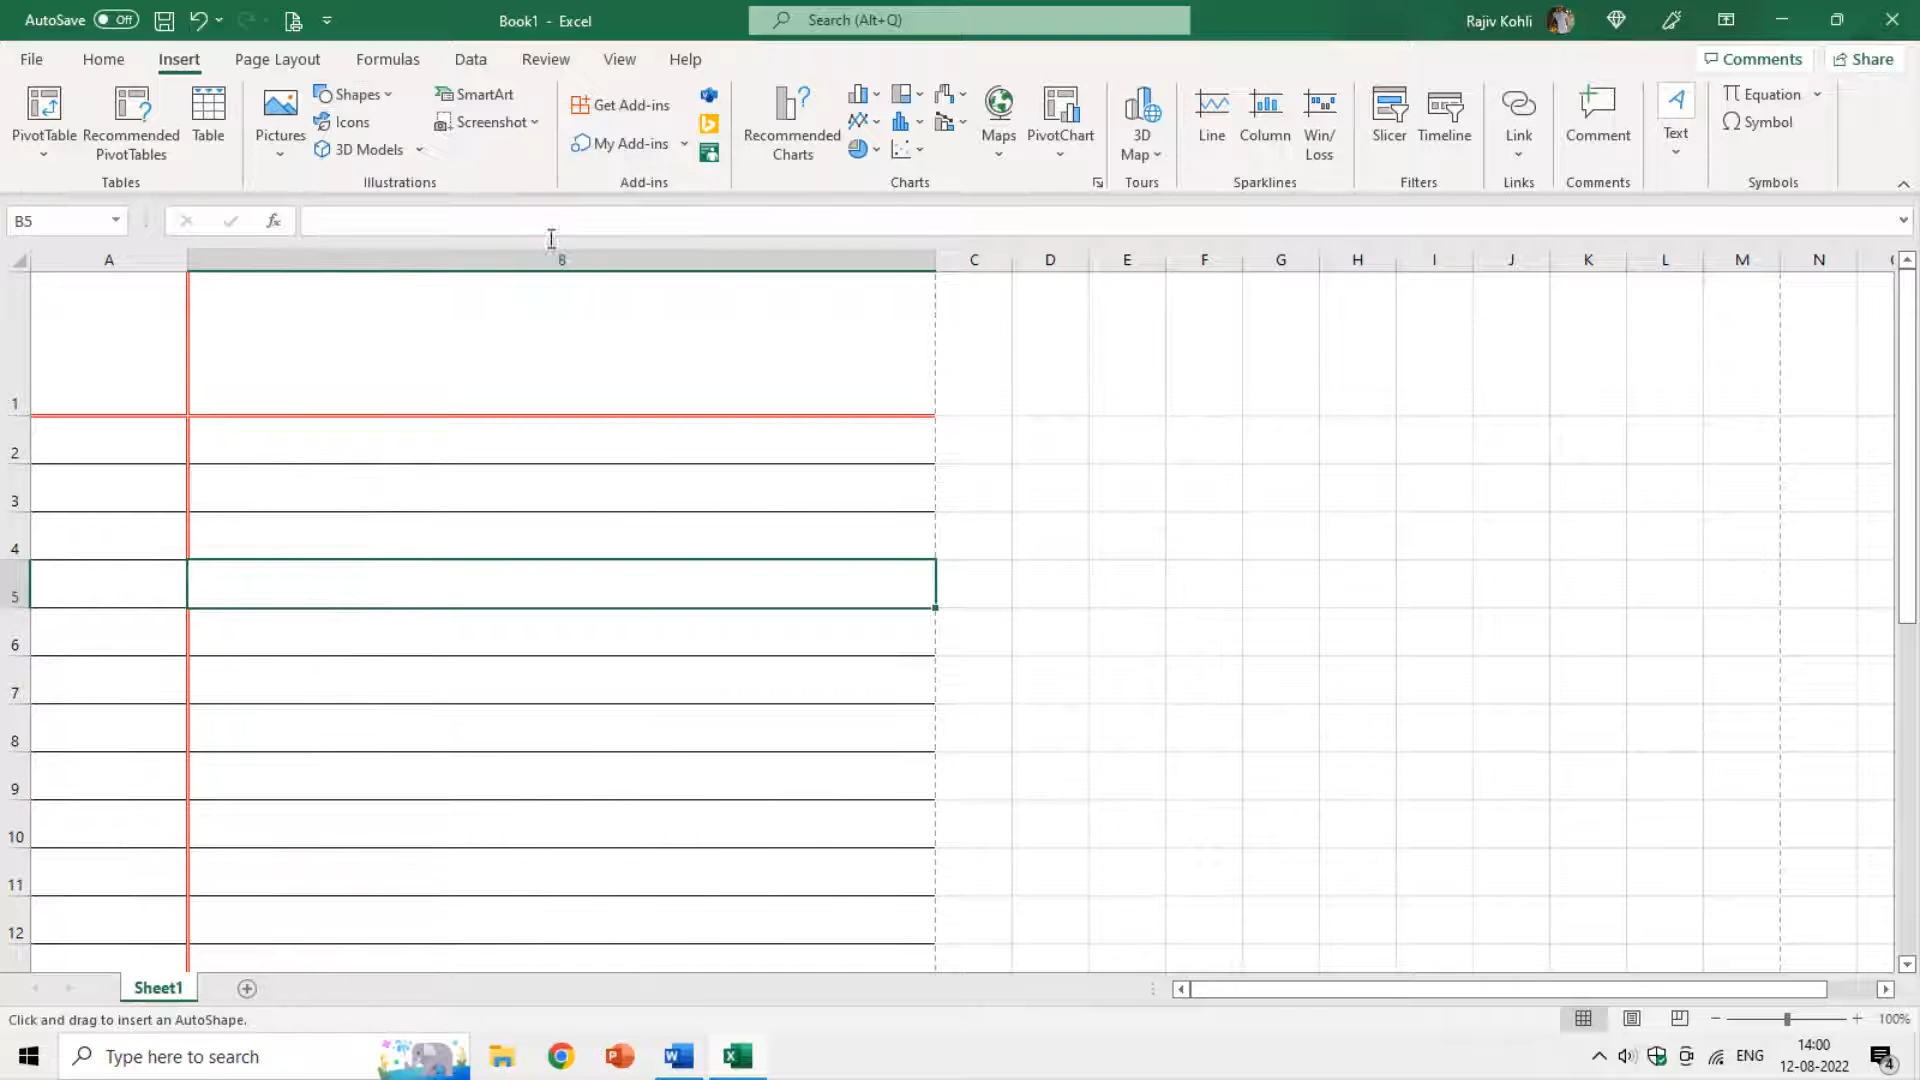 AutoSave Off Book1 - Excel Search (Alt+Q) Rajiv Kohli
File Home Insert Page Layout Formulas Data Review View Help Comments Share
PivotTable Recommended PivotTables Table
Tables
Pictures Shapes Icons 3D Models SmartArt Screenshot
Illustrations
Get Add-ins
My Add-ins
Add-ins
Recommended Charts Maps PivotChart
Charts
3D Map
Tours
Line Column Win/Loss
Sparklines
Slicer Timeline
Filters
Link
Links
Comment
Comments
Text
Equation
Symbol
Symbols
B5 fx
A B C D E F G H I J K L M N
1
2
3
4
5
6
7
8
9
10
11
12
Sheet1
Click and drag to insert an AutoShape. 100%
Type here to search ENG 14:00
12-08-2022 4